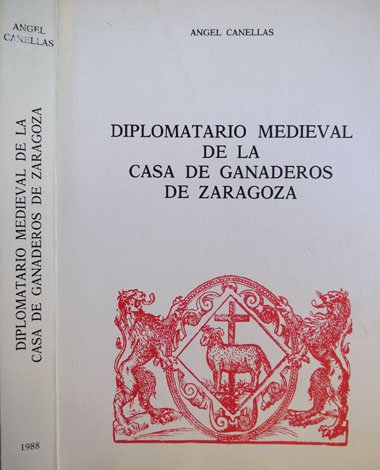 ANGEL
CANELLAS
DIPLOMATARIO MEDIEVAL DE LA
CASA DE GANADEROS DE ZARAGOZA
1988
ANGEL CANELLAS
DIPLOMATARIO MEDIEVAL
DE LA
CASA DE GANADEROS
DE ZARAGOZA